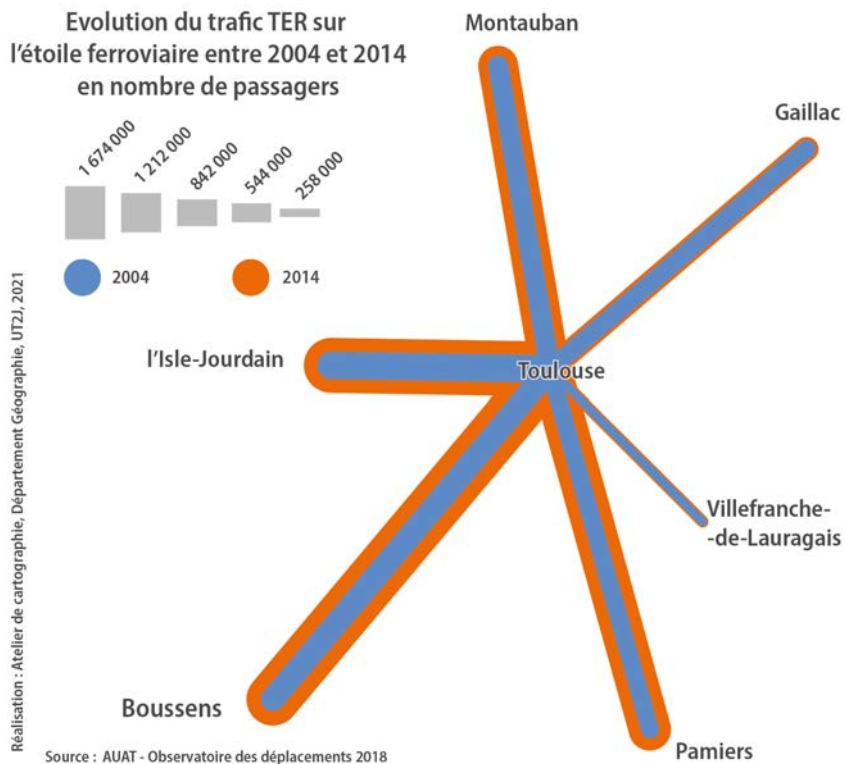 Evolution du trafic TER sur
l'étoile ferroviaire entre 2004 et 2014
en nombre de passagers
1 674 000
1 212 000
842 000
544 000
258 000
2004
2014
Montauban
Gaillac
l'Isle-Jourdain
Toulouse
Villefranche-
-de-Lauragais
Boussens
Pamiers
Réalisation : Atelier de cartographie, Département Géographie, UT2J, 2021
Source : AUAT - Observatoire des déplacements 2018